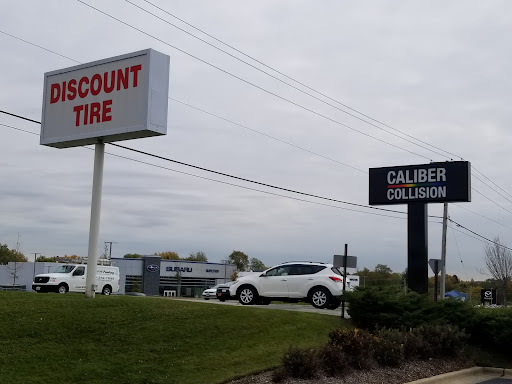 DISCOUNT
TIRE
CALIBER
COLLISION
SUBARU